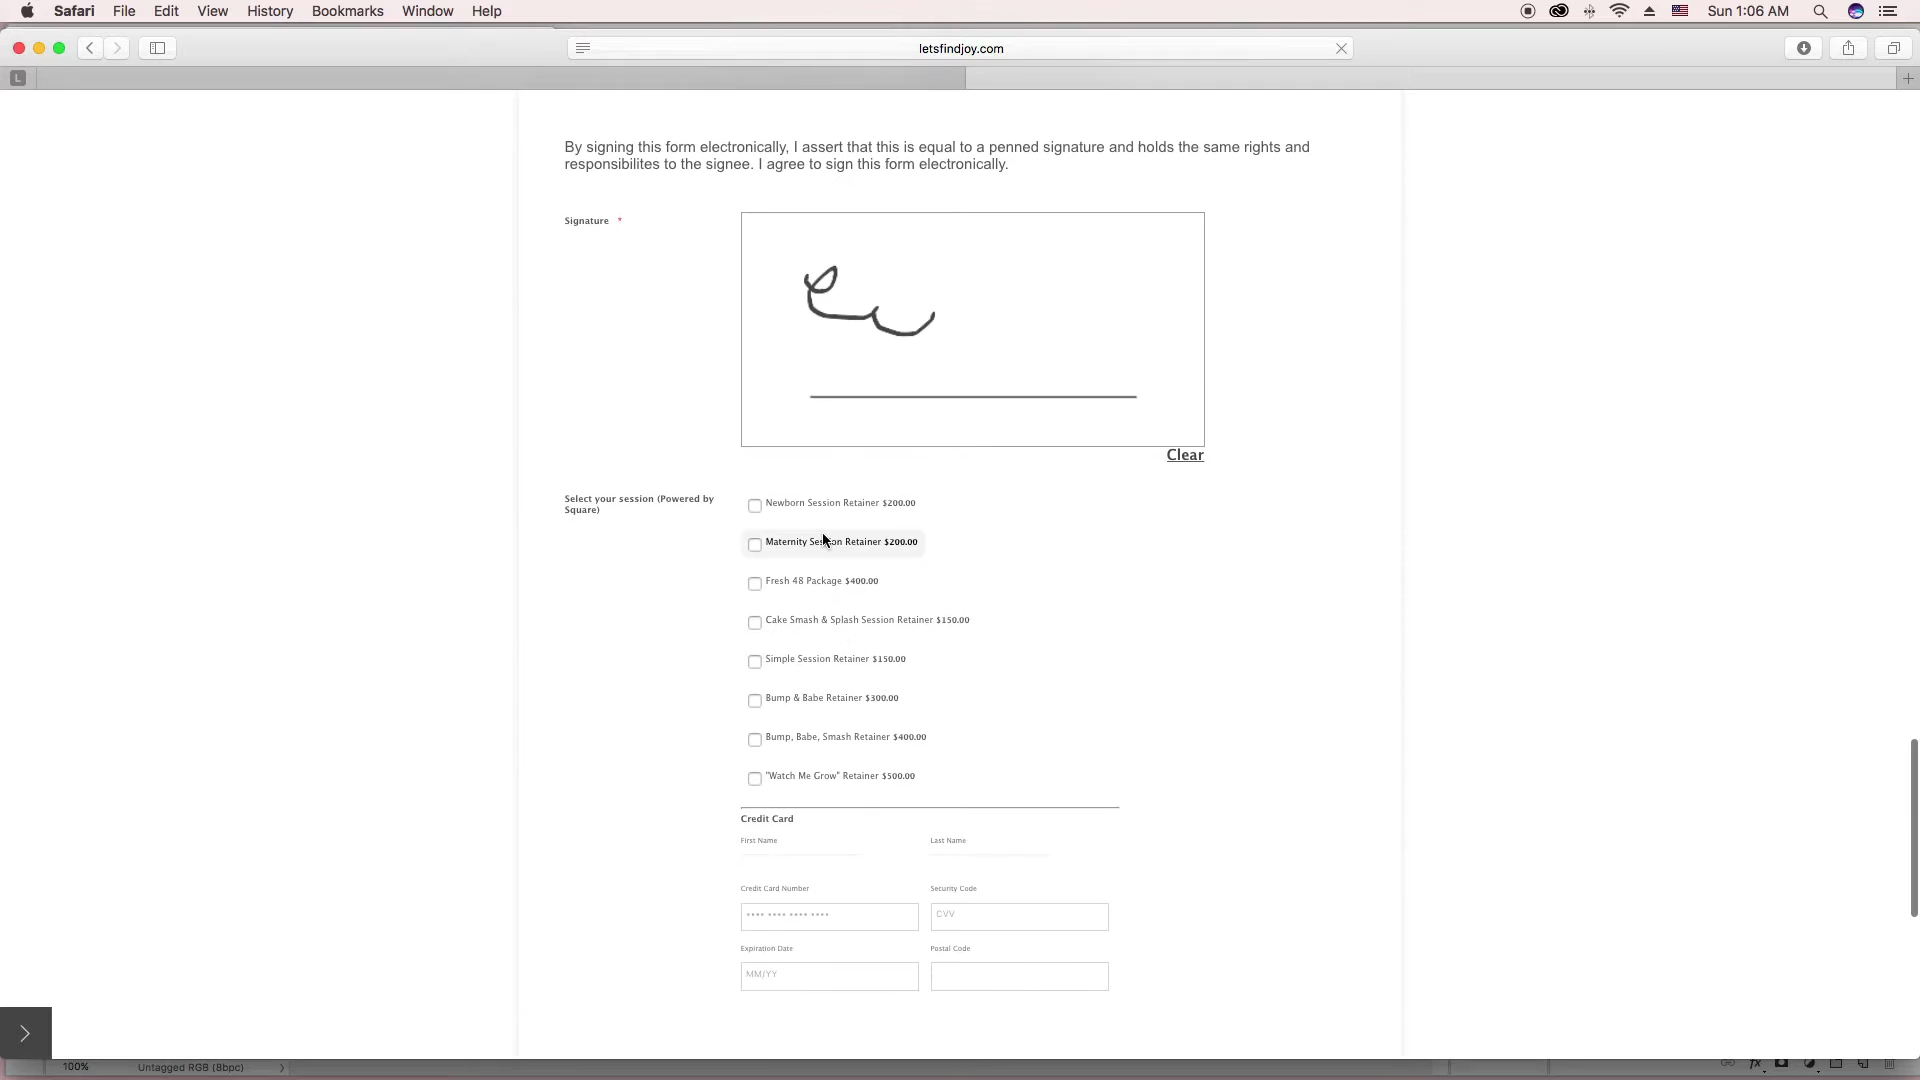 Safari File Edit View History Bookmarks Window Help Sun 1:06 AM
letsfindjoy.com
L
By signing this form electronically, I assert that this is equal to a penned signature and holds the same rights and
responsibilites to the signee. I agree to sign this form electronically.
Signature *
Clear
Select your session (Powered by
Square)
Newborn Session Retainer $200.00
Maternity Session Retainer $200.00
Fresh 48 Package $400.00
Cake Smash & Splash Session Retainer $150.00
Simple Session Retainer $150.00
Bump & Babe Retainer $300.00
Bump, Babe, Smash Retainer $400.00
"Watch Me Grow" Retainer $500.00
Credit Card
First Name Last Name
Credit Card Number Security Code
•••• •••• •••• •••• CVV
Expiration Date Postal Code
MM/YY
100% Untagged RGB (8bpc) fx